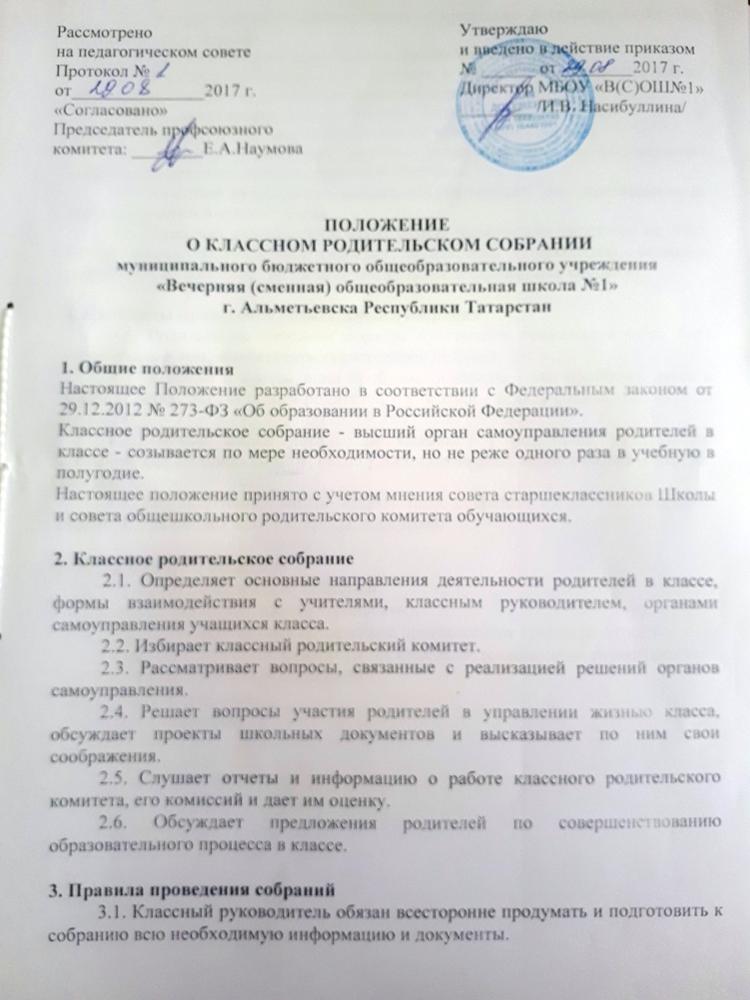 Рассмотрено
на педагогическом совете
Протокол № 1
от 29.08 2017 г.
«Согласовано»
Председатель профсоюзного
комитета: ________Е.А.Наумова
Утверждаю
и введено в действие приказом
№ ______ от 29.08 2017 г.
Директор МБОУ «В(С)ОШ№1»
________/И.В. Насибуллина/
ПОЛОЖЕНИЕ
О КЛАССНОМ РОДИТЕЛЬСКОМ СОБРАНИИ
муниципального бюджетного общеобразовательного учреждения
«Вечерняя (сменная) общеобразовательная школа №1»
г. Альметьевска Республики Татарстан
1. Общие положения
Настоящее Положение разработано в соответствии с Федеральным законом от
29.12.2012 № 273-ФЗ «Об образовании в Российской Федерации».
Классное родительское собрание - высший орган самоуправления родителей в
классе - созывается по мере необходимости, но не реже одного раза в учебную в
полугодие.
Настоящее положение принято с учетом мнения совета старшеклассников Школы
и совета общешкольного родительского комитета обучающихся.
2. Классное родительское собрание
2.1. Определяет основные направления деятельности родителей в классе,
формы взаимодействия с учителями, классным руководителем, органами
самоуправления учащихся класса.
2.2. Избирает классный родительский комитет.
2.3. Рассматривает вопросы, связанные с реализацией решений органов
самоуправления.
2.4. Решает вопросы участия родителей в управлении жизнью класса,
обсуждает проекты школьных документов и высказывает по ним свои
соображения.
2.5. Слушает отчеты и информацию о работе классного родительского
комитета, его комиссий и дает им оценку.
2.6. Обсуждает предложения родителей по совершенствованию
образовательного процесса в классе.
3. Правила проведения собраний
3.1. Классный руководитель обязан всесторонне продумать и подготовить к
собранию всю необходимую информацию и документы.